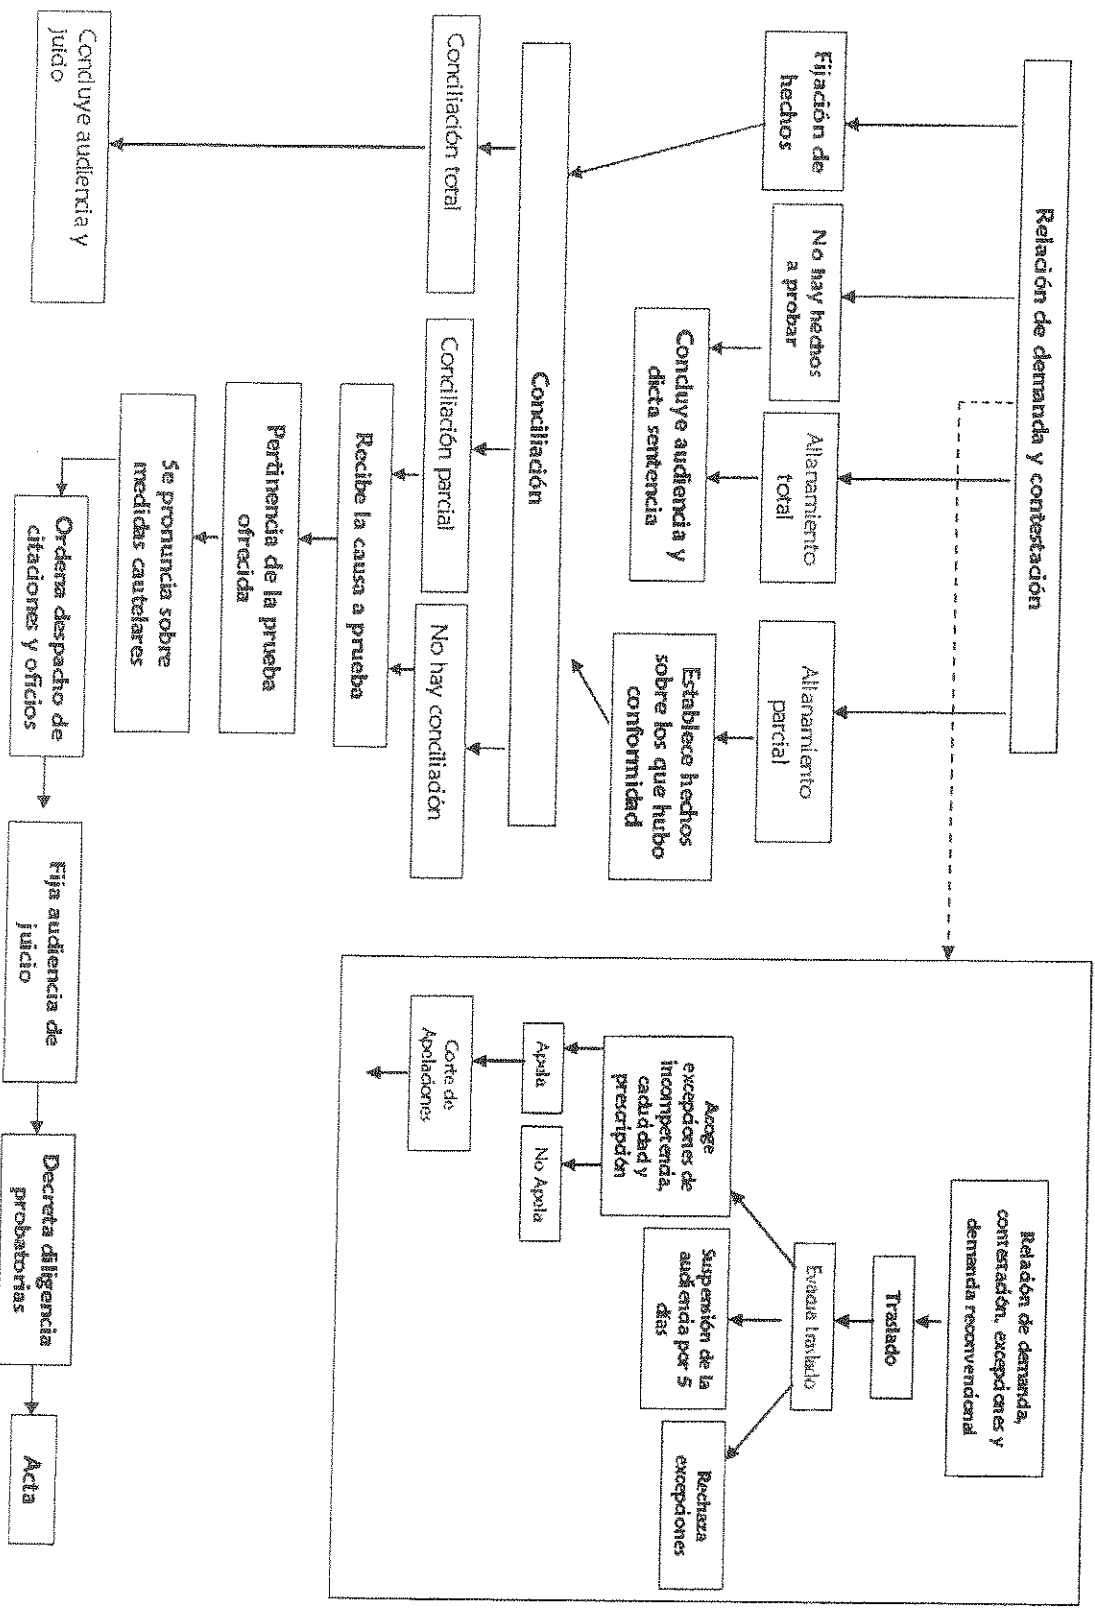 Relación de demanda y contestación
Fijación de
hechos
No hay hechos
a probar
Allanamiento
total
Allanamiento
parcial
Concluye audiencia y
dicta sentencia
Establece hechos
sobre los que hubo
conformidad
Conciliación
Conciliación total
Conciliación parcial
No hay conciliación
Concluye audiencia y
juicio
Recibe la causa a prueba
Pertinencia de la prueba
ofrecida
Se pronuncia sobre
medidas cautelares
Ordena despacho de
citaciones y oficios
Fija audiencia de
juicio
Decreta diligencia
probatorias
Acta
Relación de demanda,
contestación, excepciones y
demanda reconvencional
Traslado
Evacua traslado
Acoge
excepciones de
incompetencia,
caducidad y
prescripción
Suspensión de la
audiencia por 5
días
Rechaza
excepciones
Apela
No Apela
Corte de
Apelaciones